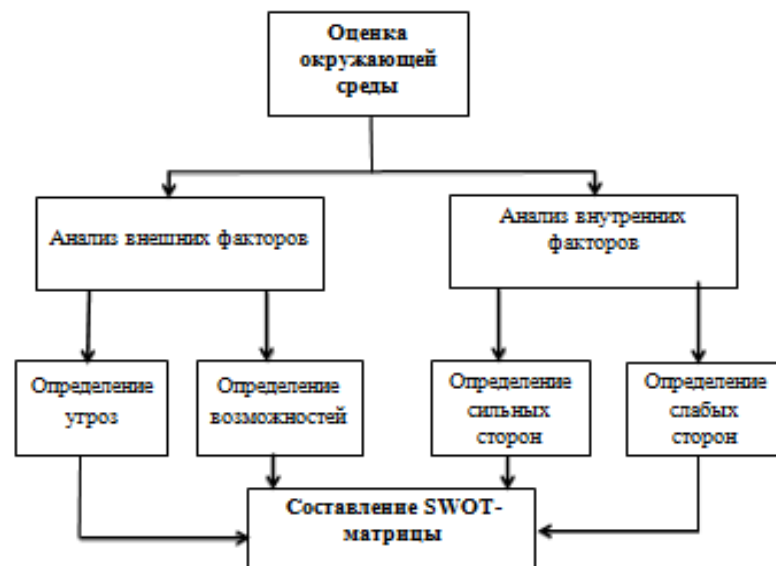 Оценка
окружающей
среды
Анализ внешних факторов
Анализ внутренних
факторов
Определение
угроз
Определение
возможностей
Определение
сильных
сторон
Определение
слабых
сторон
Составление SWOT-
матрицы